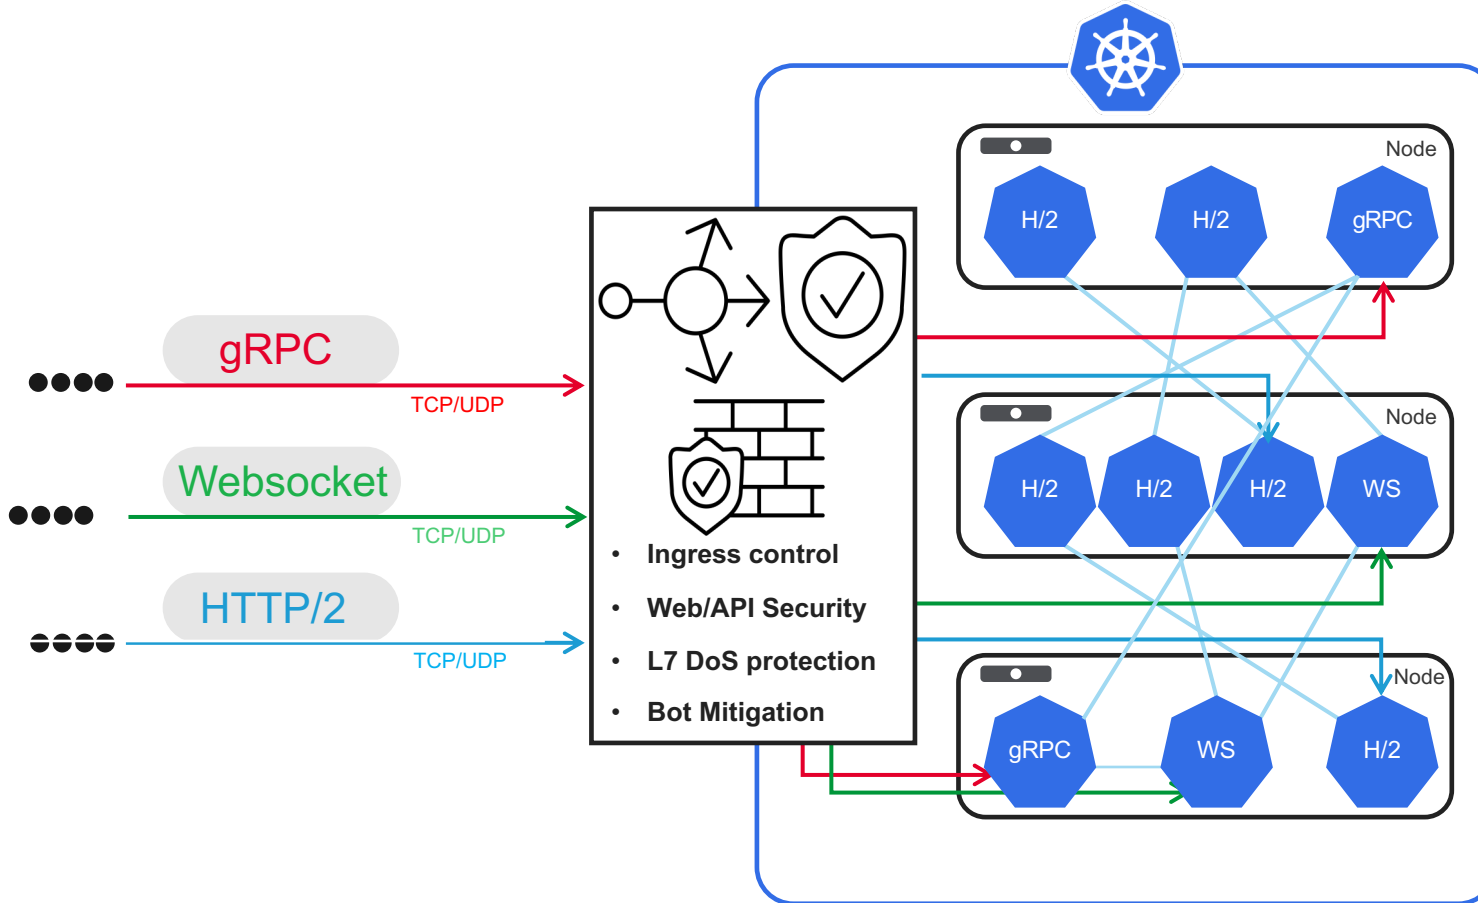 gRPC
TCP/UDP
Websocket
TCP/UDP
HTTP/2
TCP/UDP
• Ingress control
• Web/API Security
• L7 DoS protection
• Bot Mitigation
Node
H/2 H/2 gRPC
Node
H/2 H/2 H/2 WS
Node
gRPC WS H/2